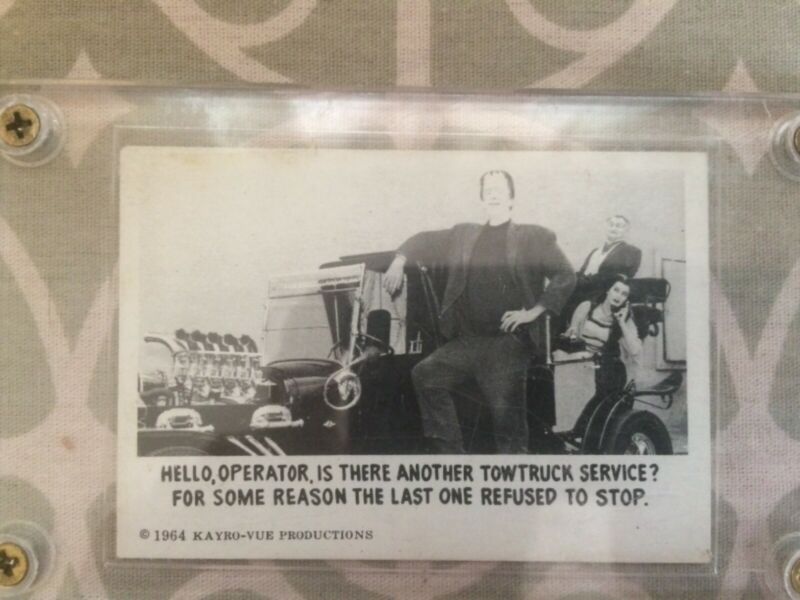 HELLO, OPERATOR, IS THERE ANOTHER TOWTRUCK SERVICE?
FOR SOME REASON THE LAST ONE REFUSED TO STOP.
© 1964 KAYRO-VUE PRODUCTIONS